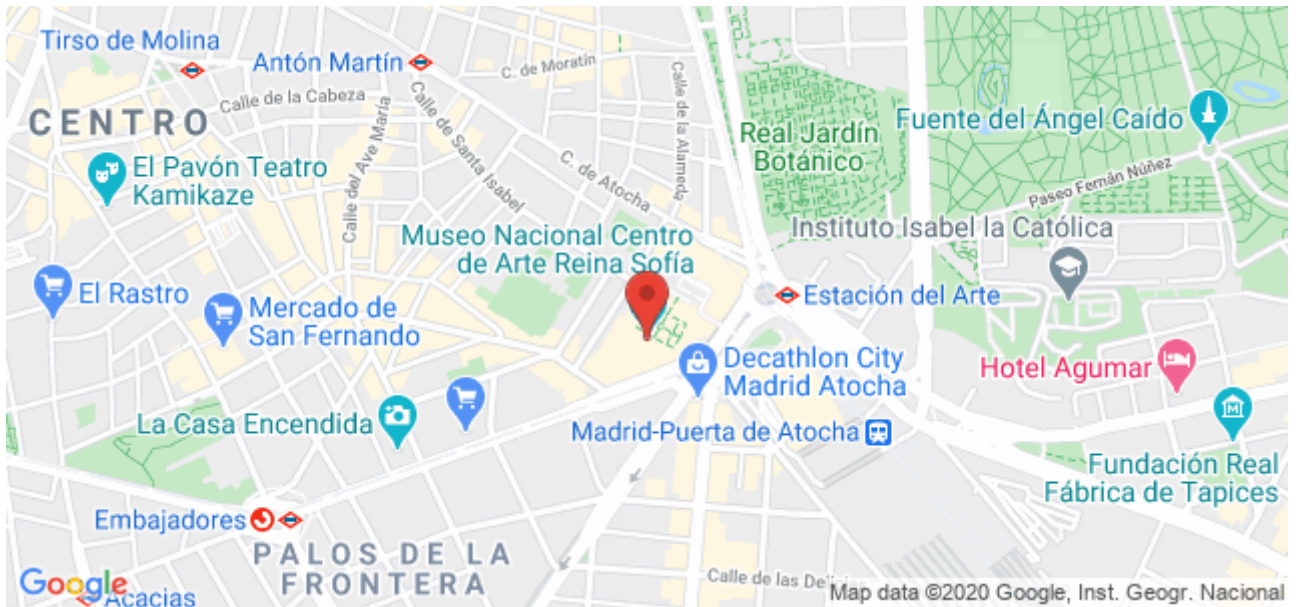 Tirso de Molina
Antón Martín
C. de Moratín
Calle de la Cabeza
CENTRO
Calle de la Alameda
Calle del Ave María
Calle de Santa Isabel
El Pavón Teatro
Kamikaze
C. de Atocha
Real Jardín
Botánico
Fuente del Ángel Caído
Paseo Fernán Núñez
Instituto Isabel la Católica
Museo Nacional Centro
de Arte Reina Sofía
El Rastro
Mercado de
San Fernando
Estación del Arte
Decathlon City
Madrid Atocha
Hotel Agumar
La Casa Encendida
Madrid-Puerta de Atocha
M
Fundación Real
Fábrica de Tapices
Embajadores
PALOS DE LA
FRONTERA
Google
Acacias
Calle de las Delicias
Map data ©2020 Google, Inst. Geogr. Nacional